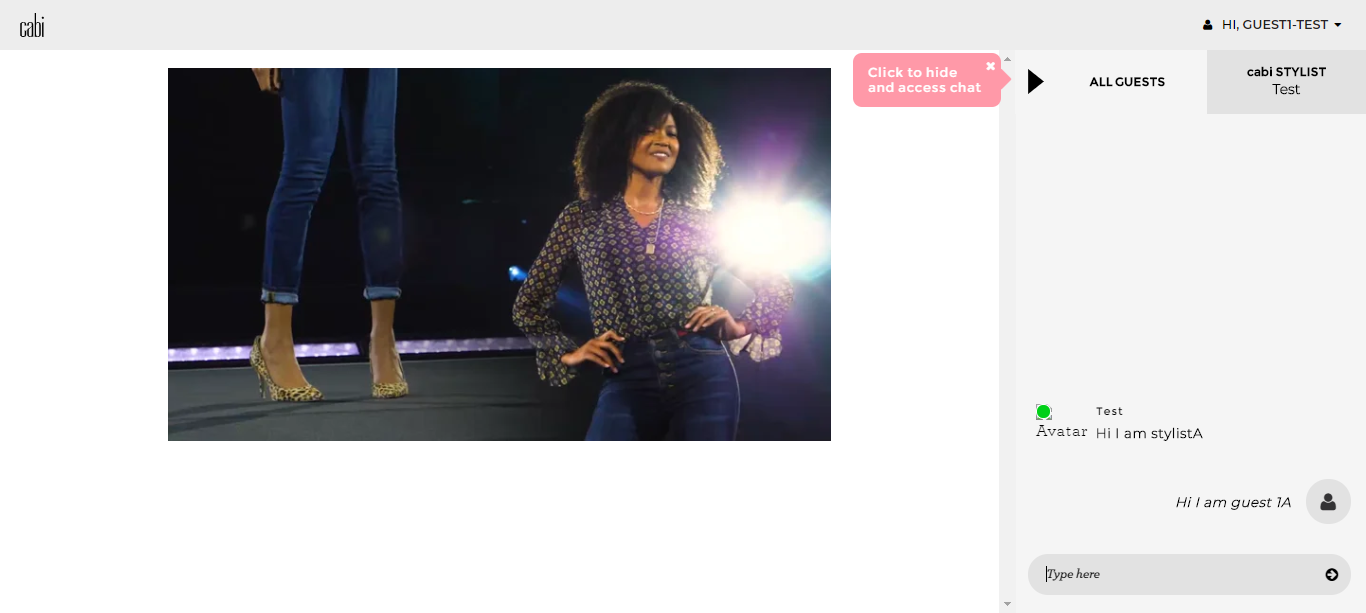 cabi
HI, GUEST1-TEST
Click to hide
and access chat
ALL GUESTS
cabi STYLIST
Test
Test
Avatar
Hi I am stylistA
Hi I am guest 1A
Type here